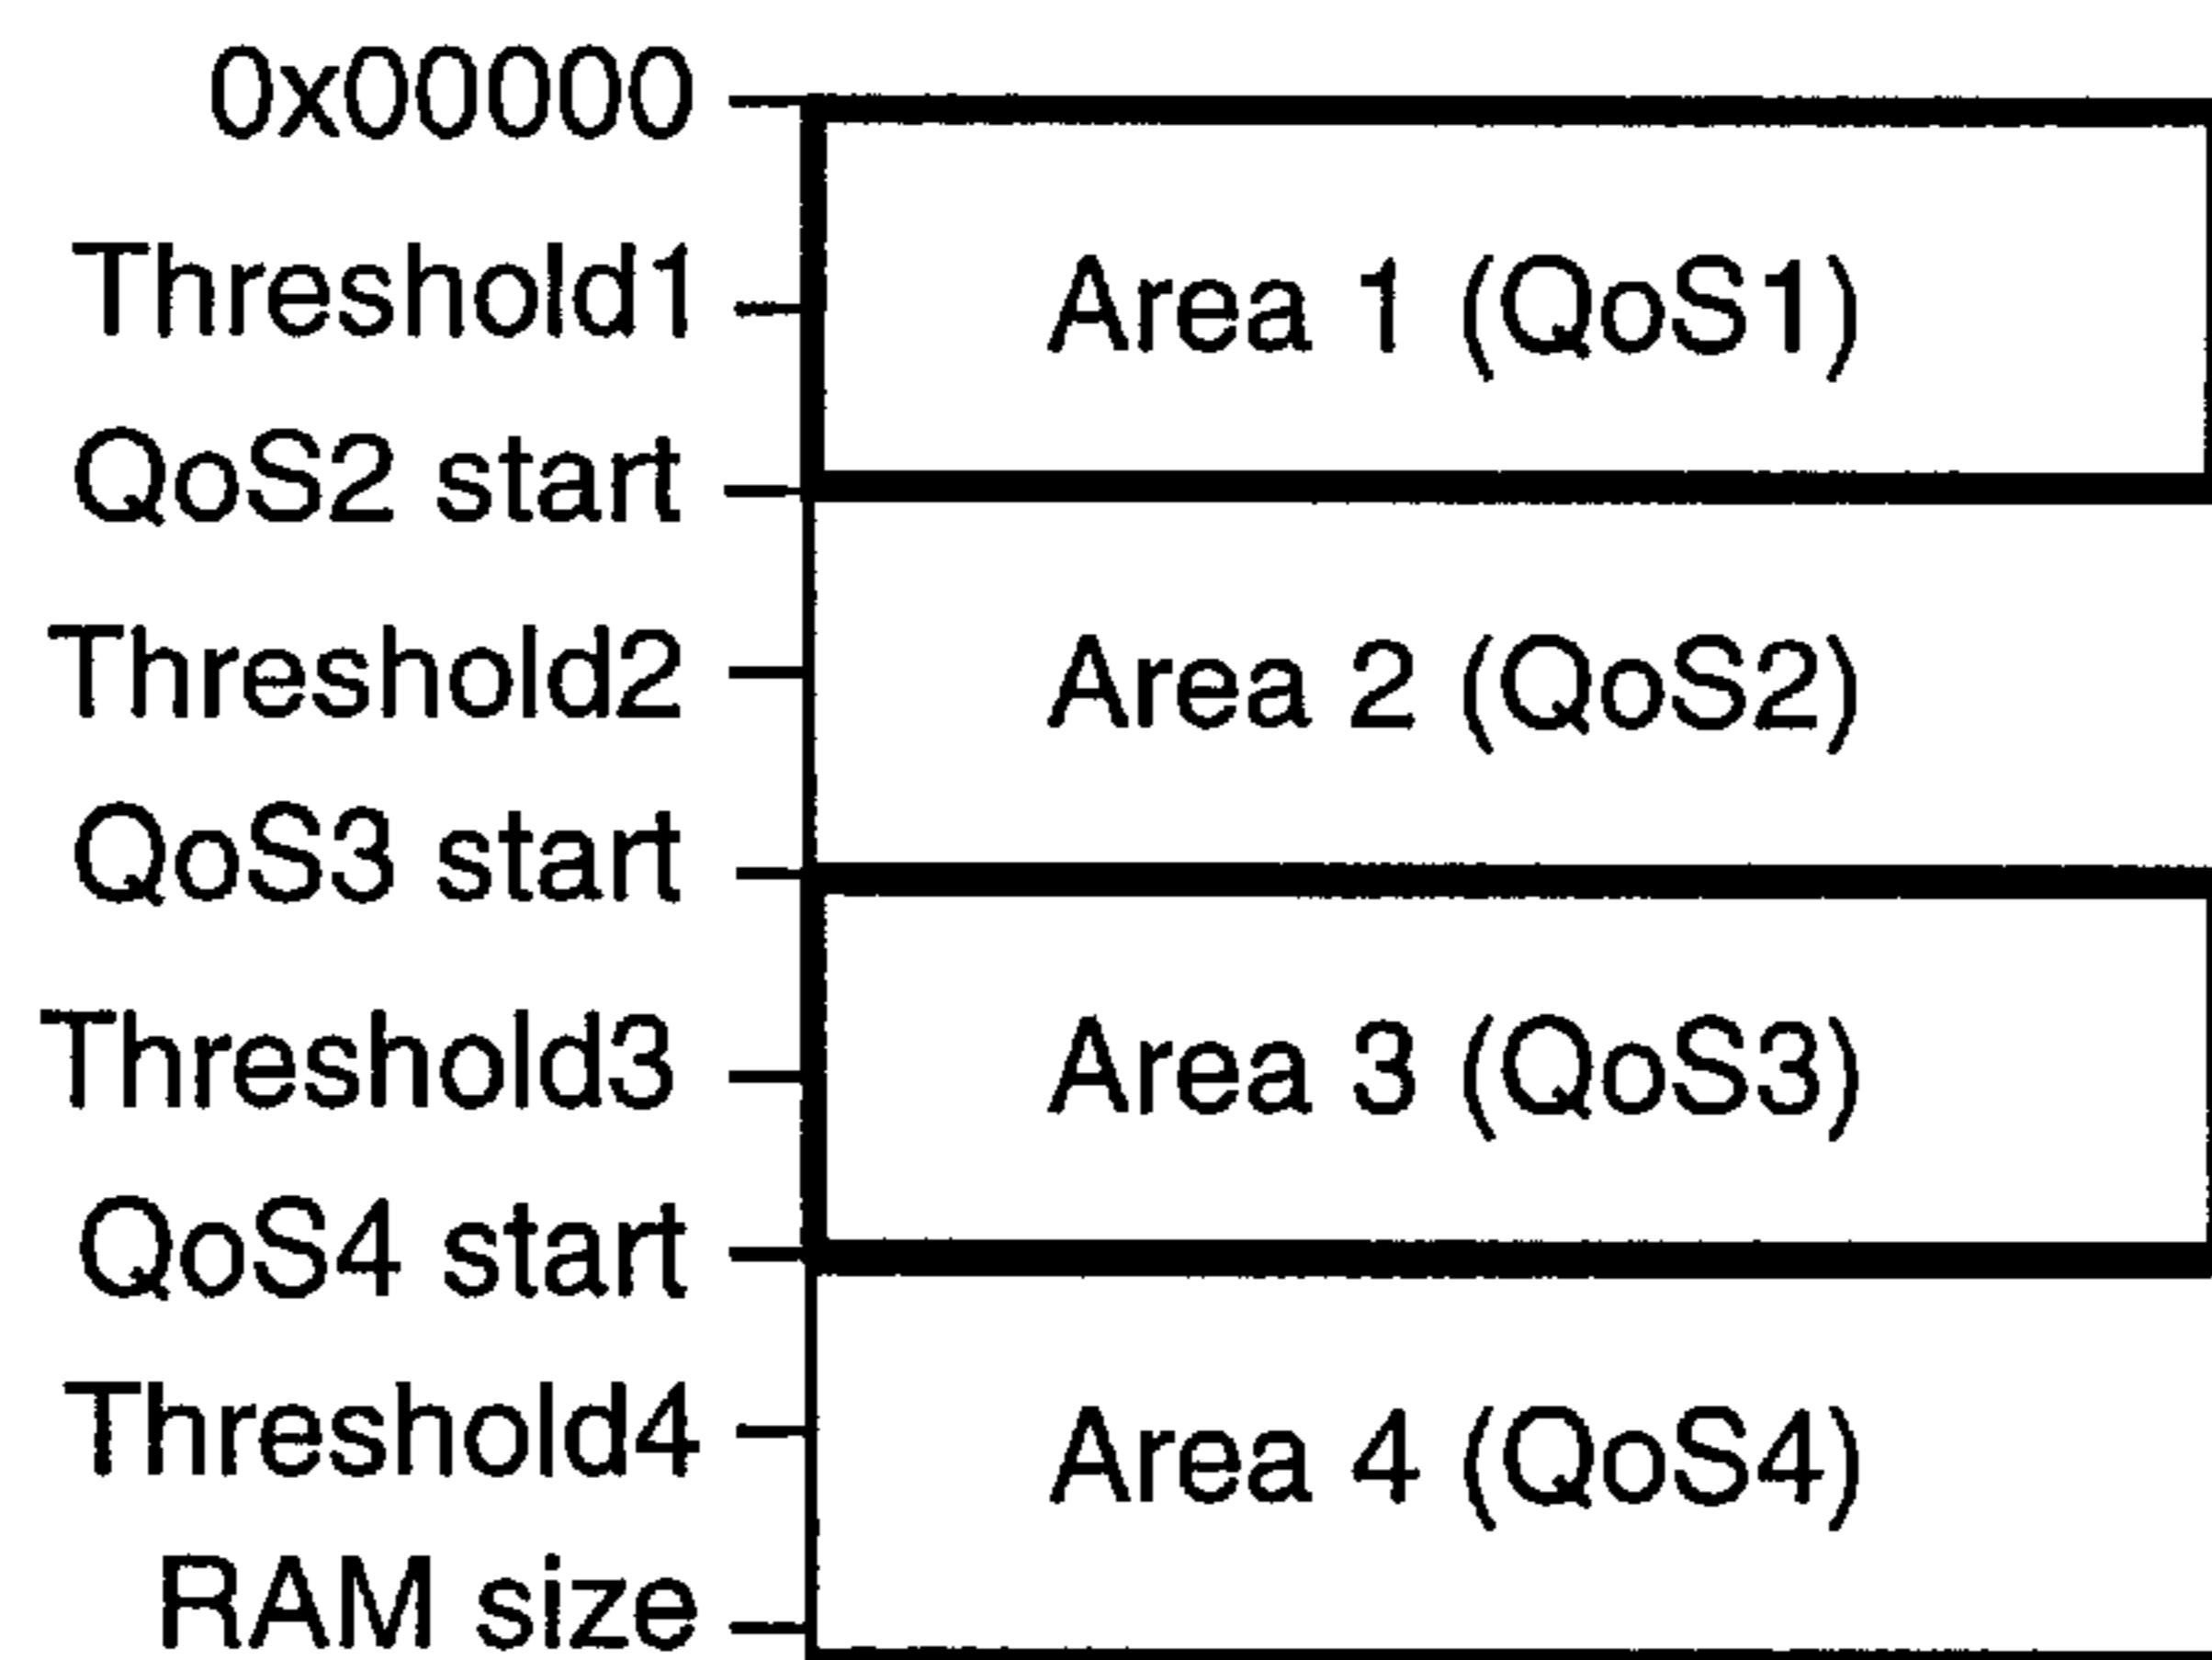 0x00000
Threshold1
Area 1 (QoS1)
QoS2 start
Threshold2
Area 2 (QoS2)
QoS3 start
Threshold3
Area 3 (QoS3)
QoS4 start
Threshold4
Area 4 (QoS4)
RAM size